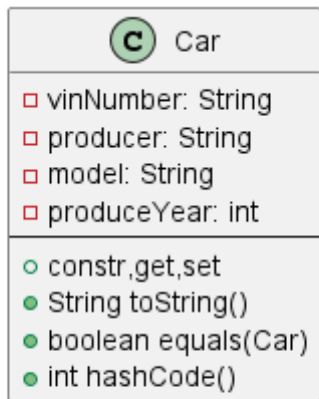 C Car
vinNumber: String
producer: String
model: String
produceYear: int
constr,get,set
String toString()
boolean equals(Car)
int hashCode()